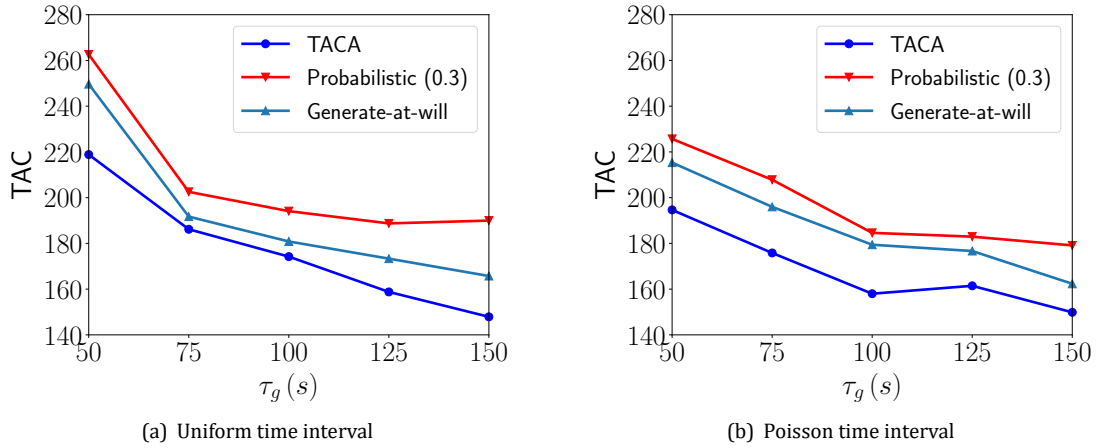 280
260
240
220
200
180
160
140
TAC
TACA
Probabilistic (0.3)
Generate-at-will
50 75 100 125 150
τg (s)
(a) Uniform time interval
280
260
240
220
200
180
160
140
TAC
TACA
Probabilistic (0.3)
Generate-at-will
50 75 100 125 150
τg (s)
(b) Poisson time interval